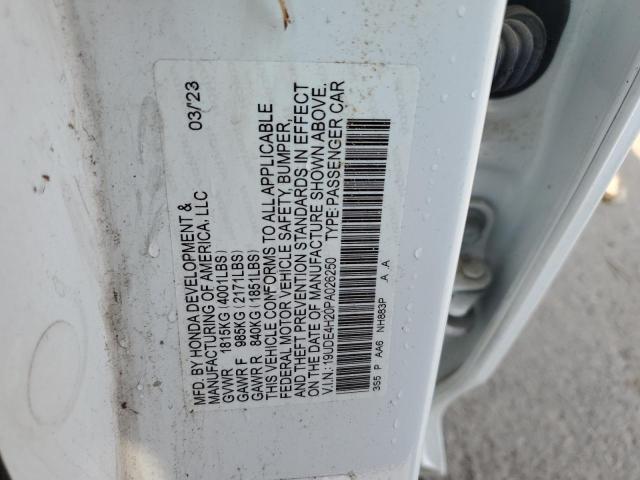 MFD. BY HONDA DEVELOPMENT & 03/'23
MANUFACTURING OF AMERICA, LLC
GVWR 1815KG (4001LBS)
GAWR F 985KG (2171LBS)
GAWR R 840KG (1851LBS)
THIS VEHICLE CONFORMS TO ALL APPLICABLE
FEDERAL MOTOR VEHICLE SAFETY, BUMPER,
AND THEFT PREVENTION STANDARDS IN EFFECT
ON THE DATE OF MANUFACTURE SHOWN ABOVE.
V.I.N.: 19UDE4H20PA026250 TYPE: PASSENGER CAR
3S5 P AA6 NH883P A .A